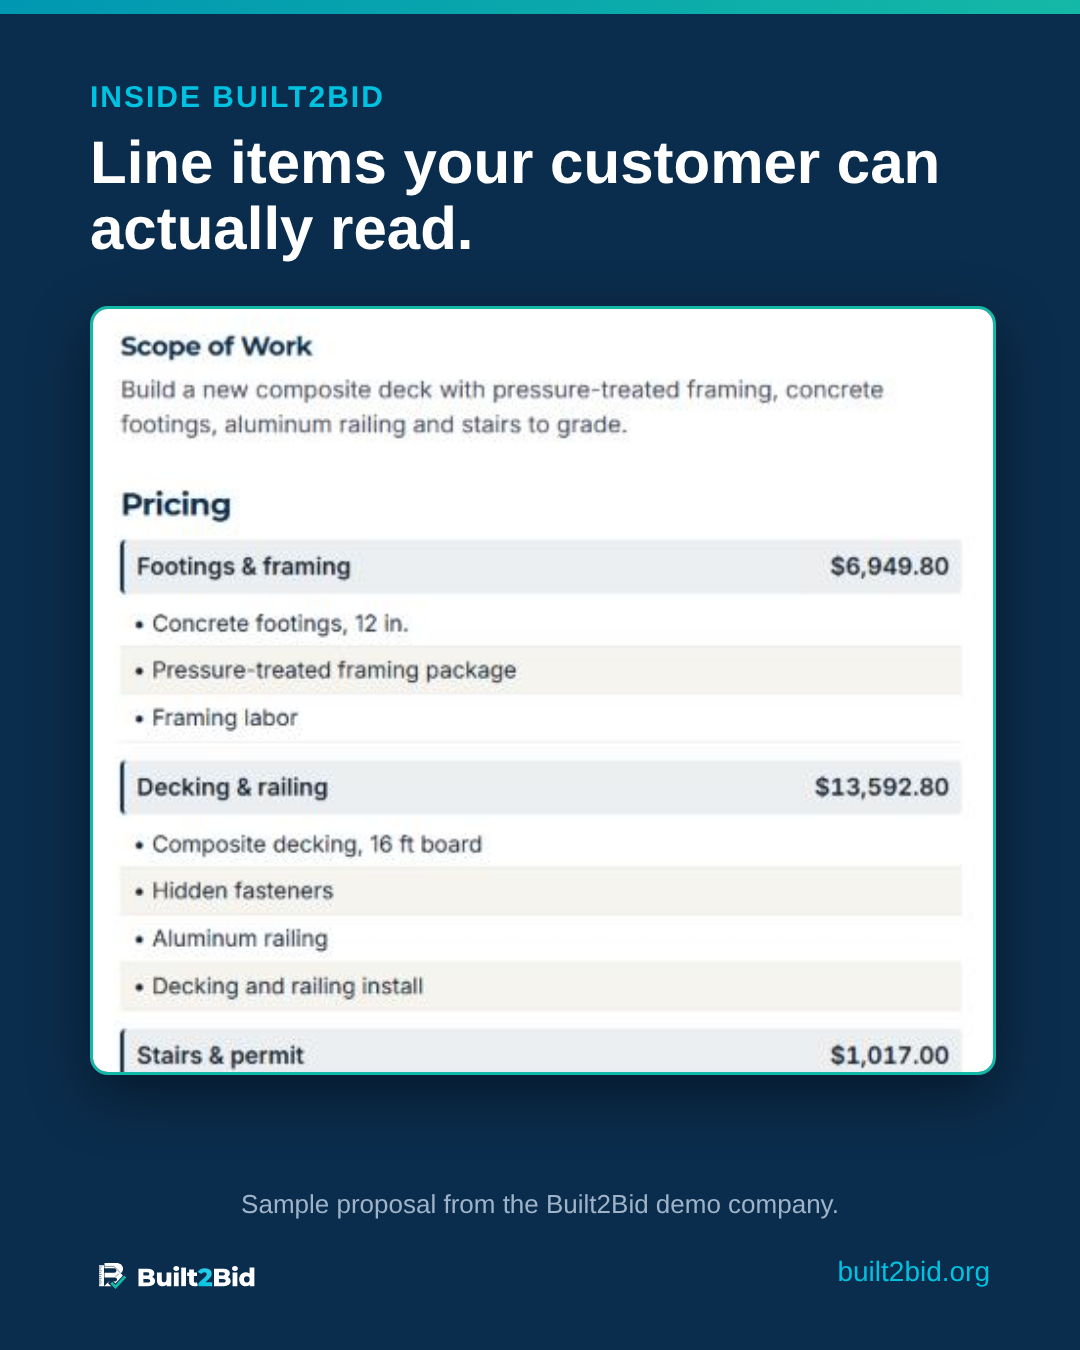 INSIDE BUILT2BID
Line items your customer can
actually read.
Scope of Work
Build a new composite deck with pressure-treated framing, concrete
footings, aluminum railing and stairs to grade.
Pricing
Footings & framing $6,949.80
• Concrete footings, 12 in.
• Pressure-treated framing package
• Framing labor
Decking & railing $13,592.80
• Composite decking, 16 ft board
• Hidden fasteners
• Aluminum railing
• Decking and railing install
Stairs & permit $1,017.00
Sample proposal from the Built2Bid demo company.
Built2Bid
built2bid.org